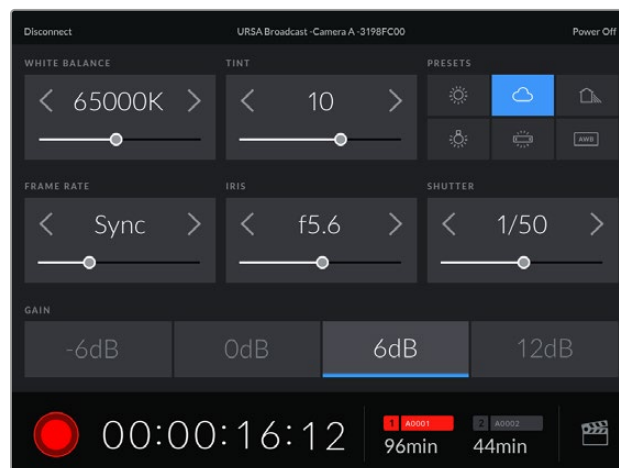 Disconnect URSA Broadcast -Camera A -3198FC00 Power Off
WHITE BALANCE TINT PRESETS
65000K 10
AWB
FRAME RATE IRIS SHUTTER
Sync f5.6 1/50
GAIN
-6dB 0dB 6dB 12dB
00:00:16:12
1 A0001 2 A0002
96min 44min